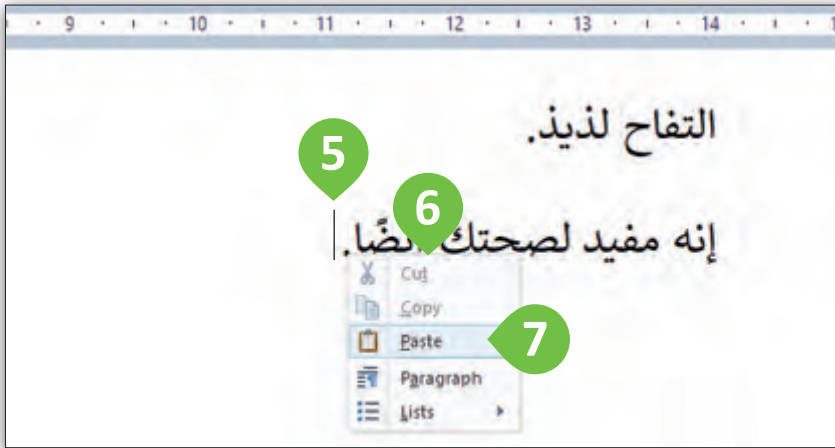 9 10 11 12 13 14
التفاح لذيذ.
5
6
إنه مفيد لصحتك أيضًا.
Cut
Copy
Paste
7
Paragraph
Lists